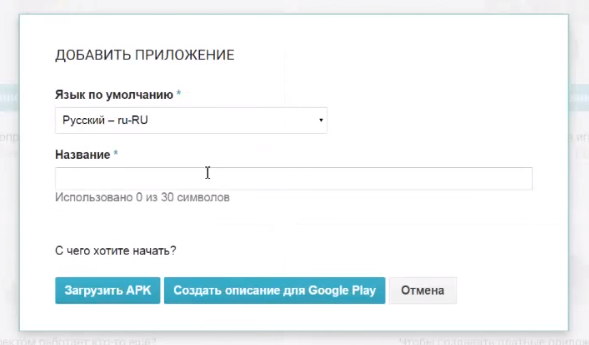 ДОБАВИТЬ ПРИЛОЖЕНИЕ
Язык по умолчанию *
Русский – ru-RU
Название *
Использовано 0 из 30 символов
С чего хотите начать?
Загрузить APK Создать описание для Google Play Отмена